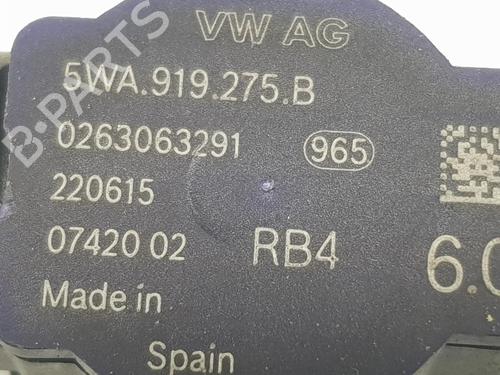 VW AG
5WA.919.275.B
0263063291 965
220615
07420 02 RB4 6.0
Made in
Spain
B-PARTS